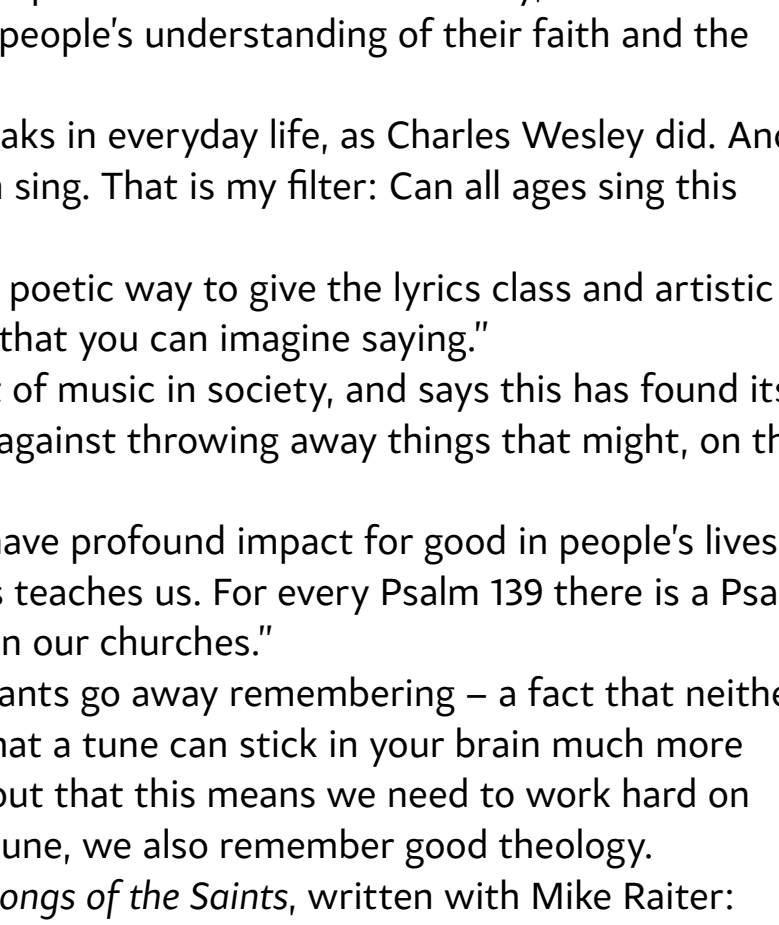 people's understanding of their faith and the
aks in everyday life, as Charles Wesley did. And
sing. That is my filter: Can all ages sing this
poetic way to give the lyrics class and artistic
that you can imagine saying."
of music in society, and says this has found its
against throwing away things that might, on th
have profound impact for good in people's lives
s teaches us. For every Psalm 139 there is a Psa
n our churches."
ants go away remembering – a fact that neithe
hat a tune can stick in your brain much more
out that this means we need to work hard on
une, we also remember good theology.
ongs of the Saints, written with Mike Raiter: